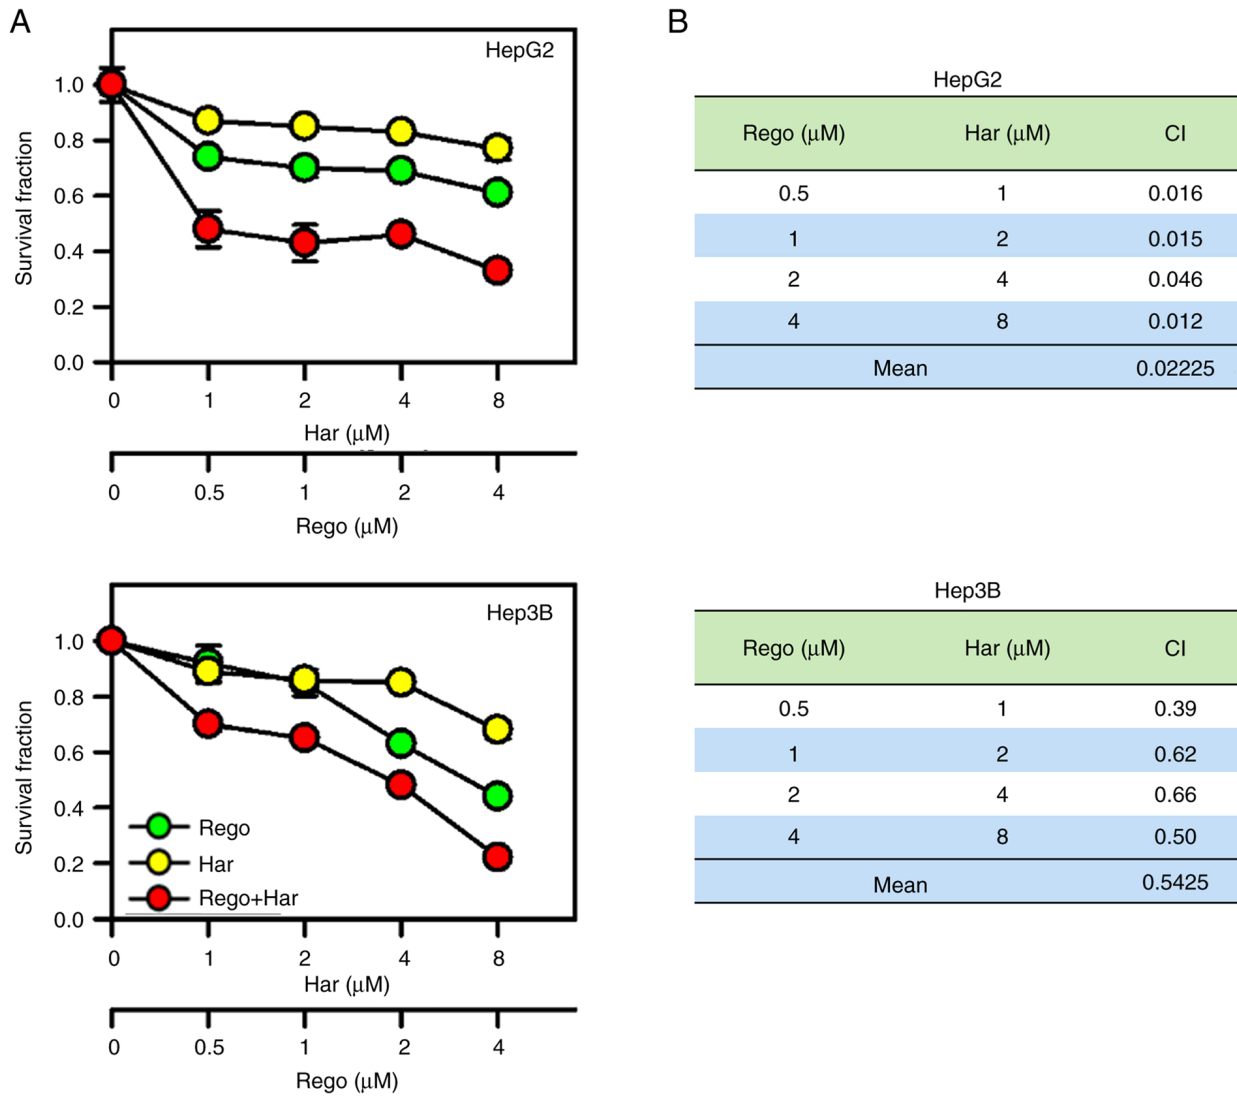 A
HepG2
Survival fraction
1.0
0.8
0.6
0.4
0.2
0.0
0 1 2 4 8
Har (μM)
0 0.5 1 2 4
Rego (μM)
Hep3B
Survival fraction
1.0
0.8
0.6
0.4
0.2
0.0
Rego
Har
Rego+Har
0 1 2 4 8
Har (μM)
0 0.5 1 2 4
Rego (μM)
B
HepG2
Rego (μM) Har (μM) CI
0.5 1 0.016
1 2 0.015
2 4 0.046
4 8 0.012
Mean 0.02225
Hep3B
Rego (μM) Har (μM) CI
0.5 1 0.39
1 2 0.62
2 4 0.66
4 8 0.50
Mean 0.5425